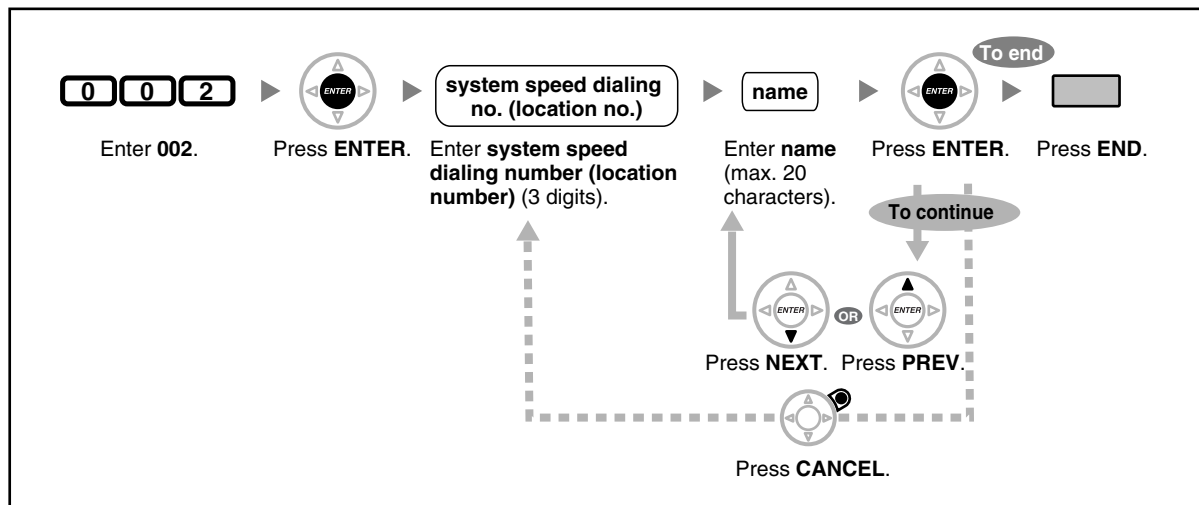 To end
0 0 2
ENTER
system speed dialing
no. (location no.)
name
ENTER
Enter 002.
Press ENTER.
Enter system speed
dialing number (location
number) (3 digits).
Enter name
(max. 20
characters).
Press ENTER.
Press END.
To continue
ENTER
OR
ENTER
Press NEXT.
Press PREV.
Press CANCEL.